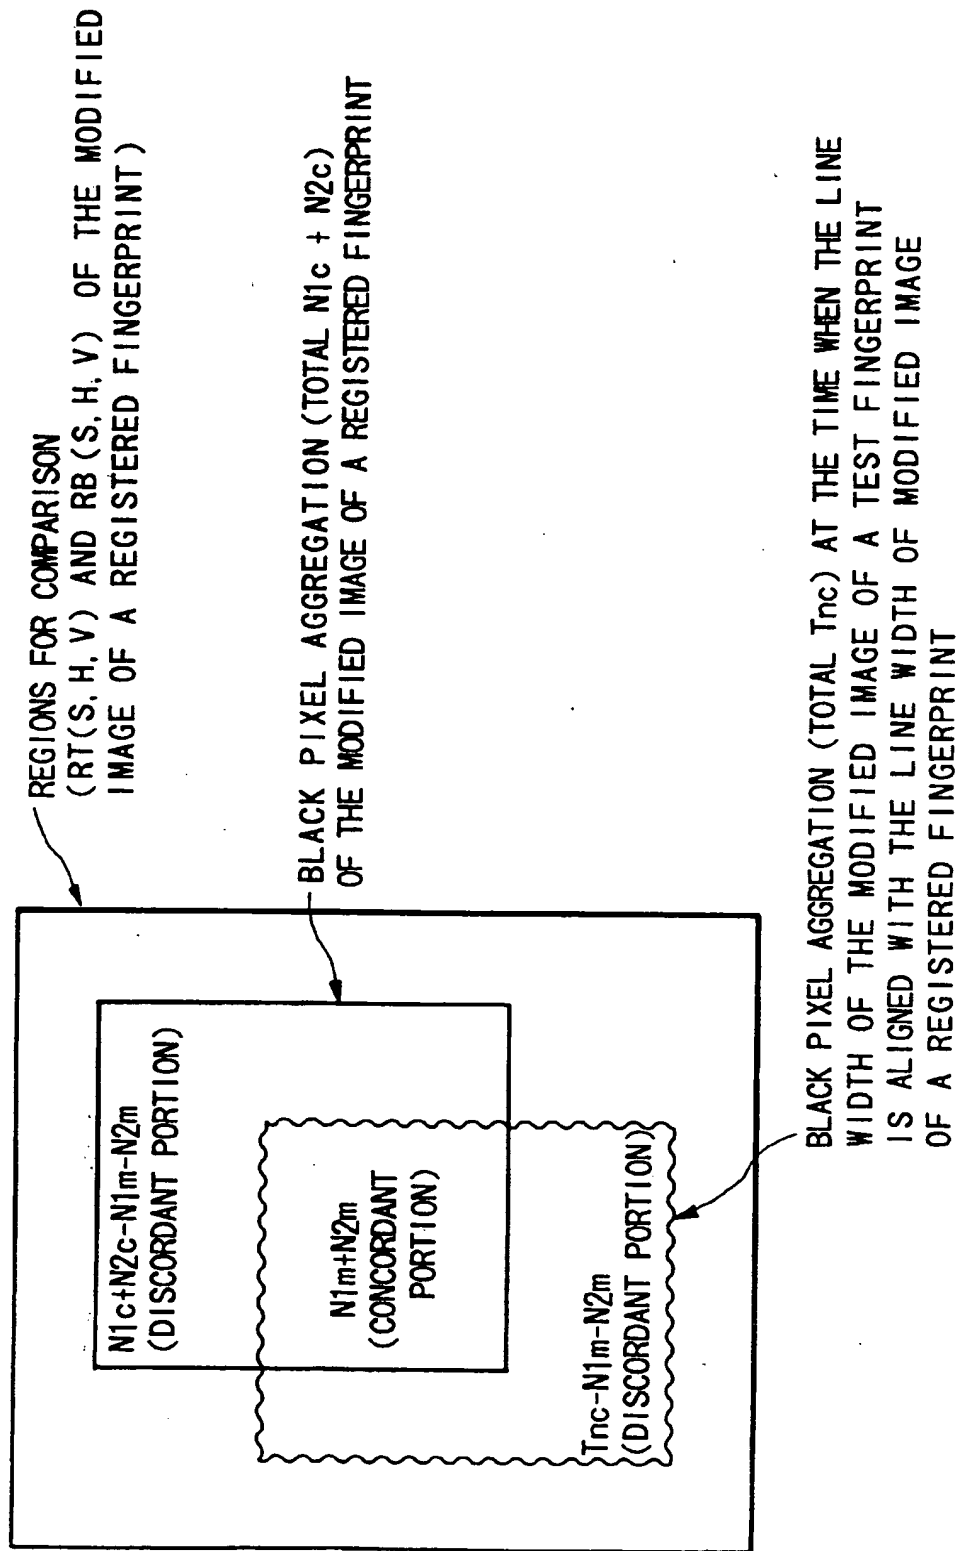 REGIONS FOR COMPARISON
(RT(S, H, V) AND RB(S, H, V) OF THE MODIFIED
IMAGE OF A REGISTERED FINGERPRINT)
BLACK PIXEL AGGREGATION (TOTAL N1c + N2c)
OF THE MODIFIED IMAGE OF A REGISTERED FINGERPRINT
N1c+N2c-N1m-N2m
(DISCORDANT PORTION)
N1m+N2m
(CONCORDANT
PORTION)
Tnc-N1m-N2m
(DISCORDANT PORTION)
BLACK PIXEL AGGREGATION (TOTAL Tnc) AT THE TIME WHEN THE LINE
WIDTH OF THE MODIFIED IMAGE OF A TEST FINGERPRINT
IS ALIGNED WITH THE LINE WIDTH OF MODIFIED IMAGE
OF A REGISTERED FINGERPRINT